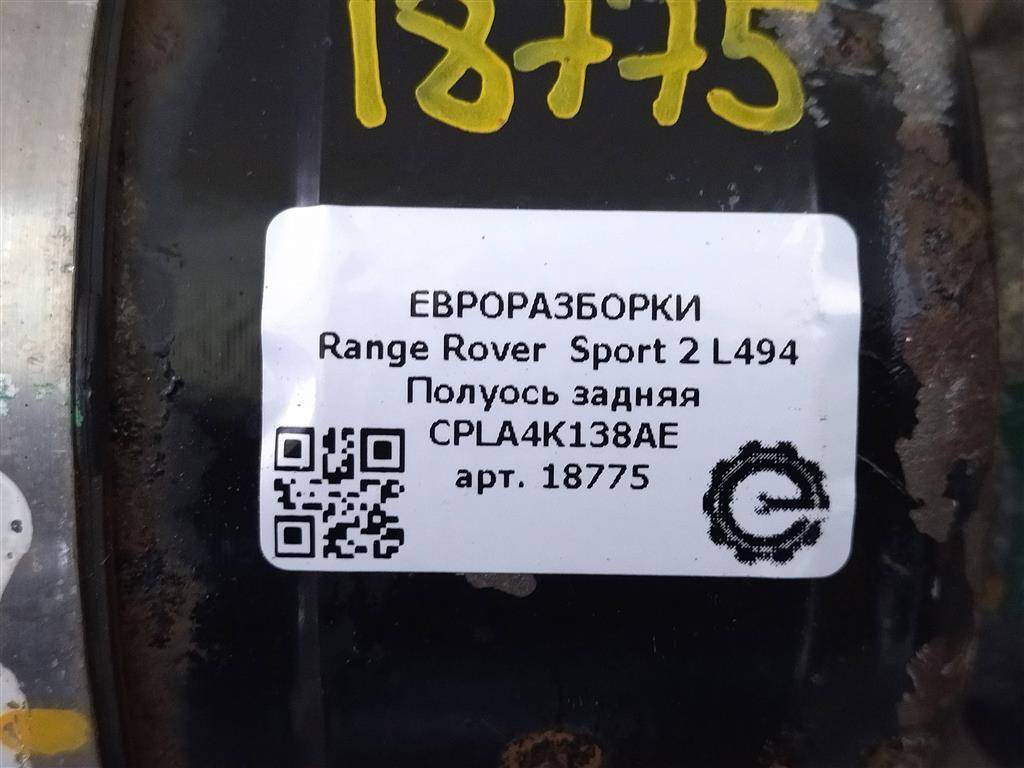 18775
ЕВРОРАЗБОРКИ
Range Rover Sport 2 L494
Полуось задняя
CPLA4K138AE
арт. 18775